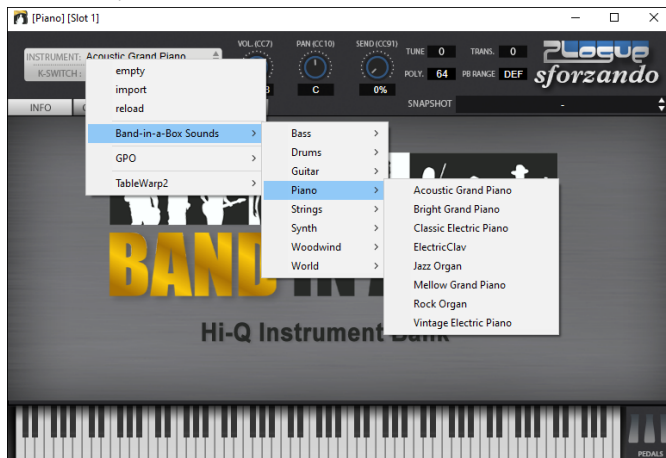 [Piano] [Slot 1]
INSTRUMENT: Acoustic Grand Piano
K-SWITCH:
VOL. (CC7)
PAN (CC10)
C
SEND (CC91)
0%
TUNE 0 TRANS. 0
POLY. 64 PB RANGE DEF
Plogue
sforzando
INFO
SNAPSHOT -
empty
import
reload
Band-in-a-Box Sounds
GPO
TableWarp2
Bass
Drums
Guitar
Piano
Strings
Synth
Woodwind
World
Acoustic Grand Piano
Bright Grand Piano
Classic Electric Piano
ElectricClav
Jazz Organ
Mellow Grand Piano
Rock Organ
Vintage Electric Piano
BAND
Hi-Q Instrument Bank
PEDALS